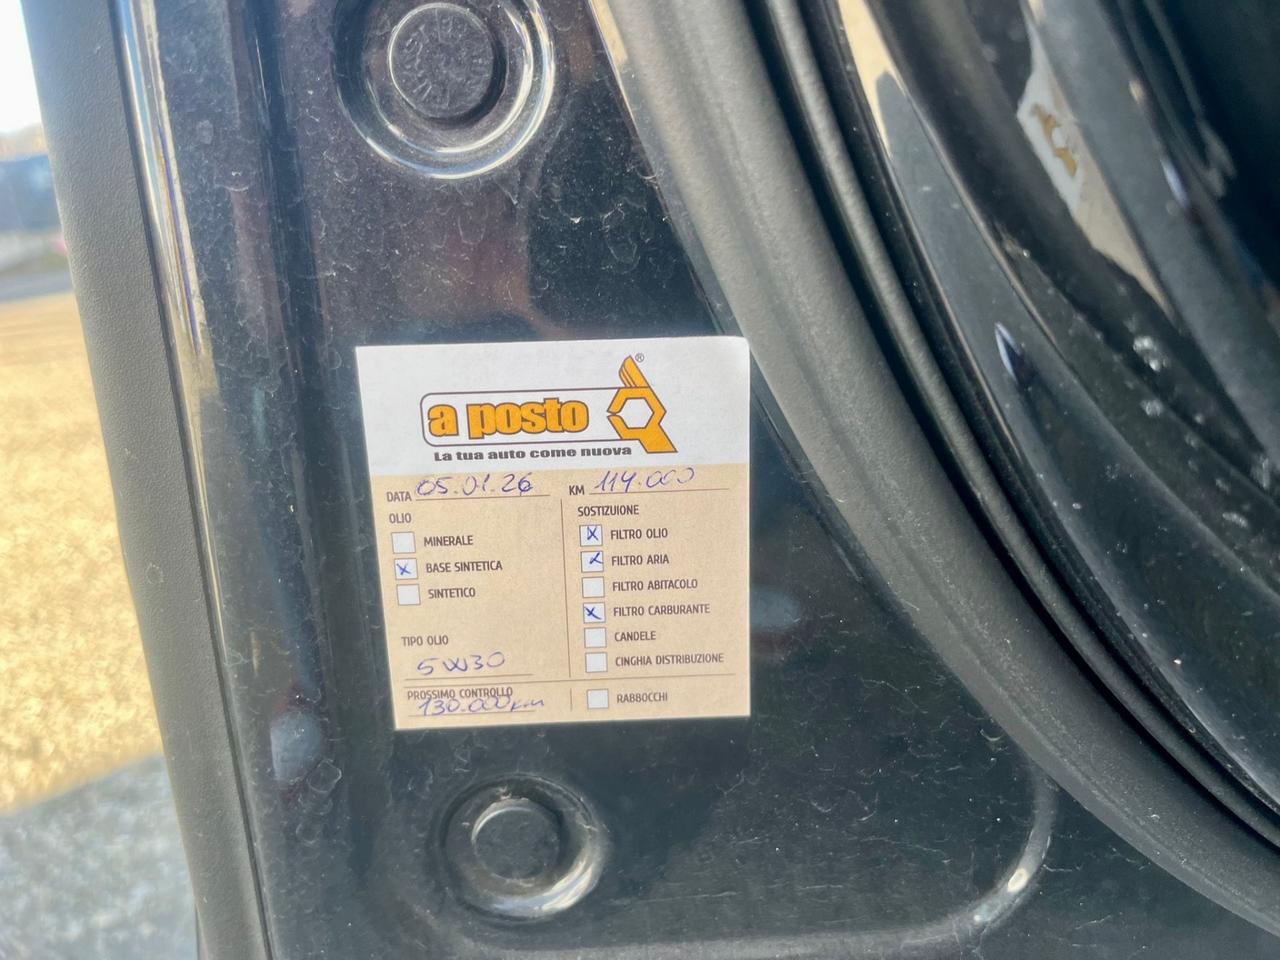 ®
a posto
La tua auto come nuova
DATA 05.01.26
KM 114.000
OLIO
MINERALE
X BASE SINTETICA
SINTETICO
TIPO OLIO
5W30
PROSSIMO CONTROLLO
130.000 km
SOSTIZUIONE
X FILTRO OLIO
X FILTRO ARIA
FILTRO ABITACOLO
X FILTRO CARBURANTE
CANDELE
CINGHIA DISTRIBUZIONE
RABBOCCHI